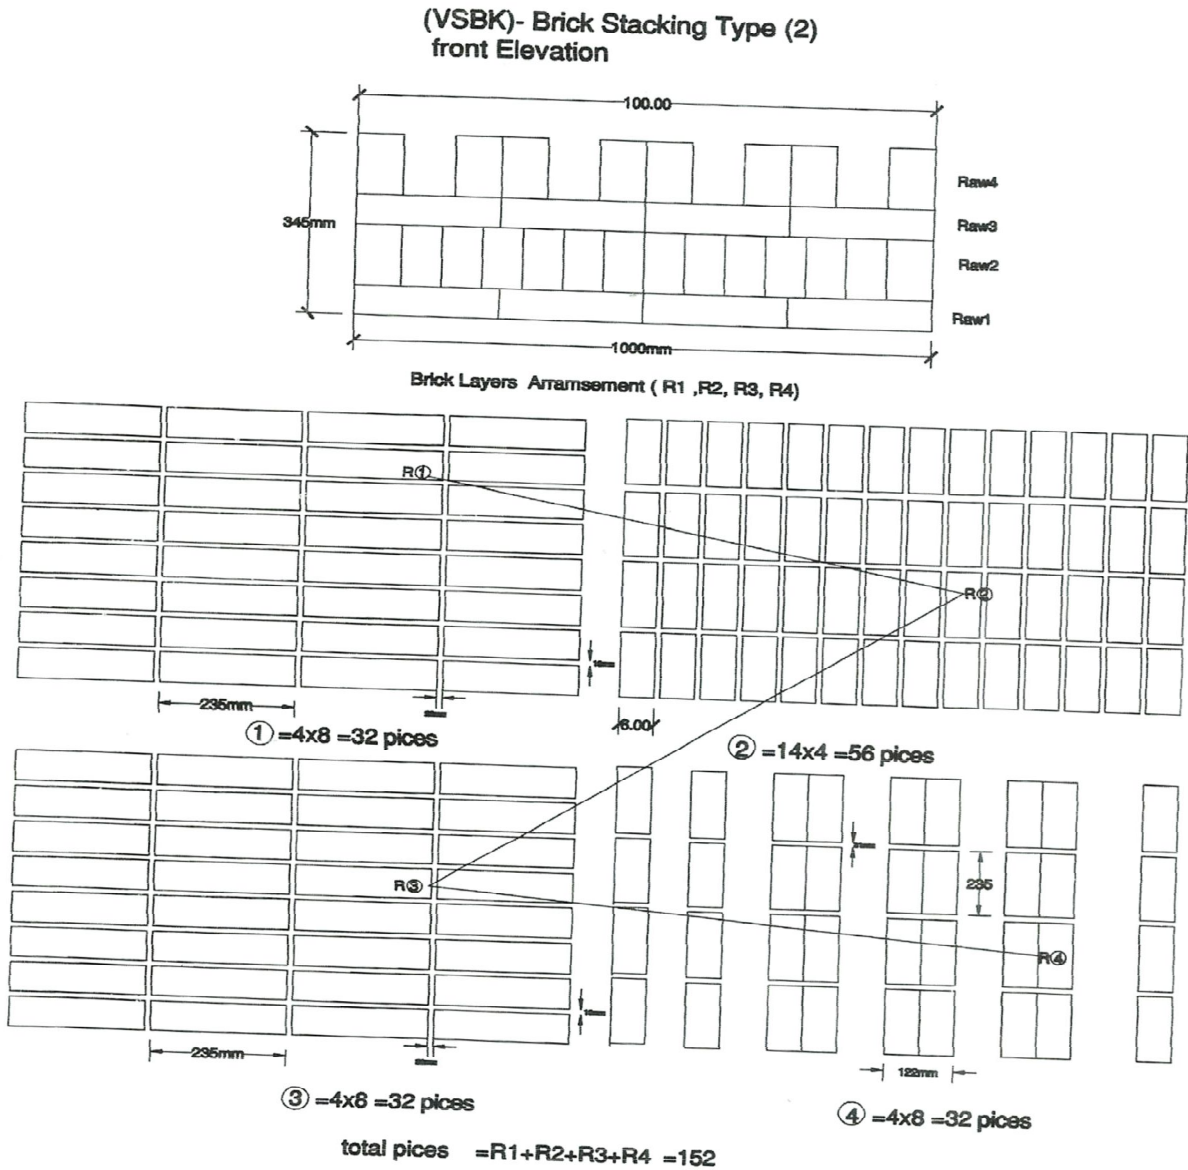 (VSBK)- Brick Stacking Type (2)
front Elevation
100.00
345mm
Raw4
Raw3
Raw2
Raw1
1000mm
Brick Layers Arramsement ( R1 ,R2, R3, R4)
R①
R②
10mm
235mm
6.00
① =4x8 =32 pices
② =14x4 =56 pices
R③
235
R④
10mm
235mm
122mm
③ =4x8 =32 pices
④ =4x8 =32 pices
total pices =R1+R2+R3+R4 =152